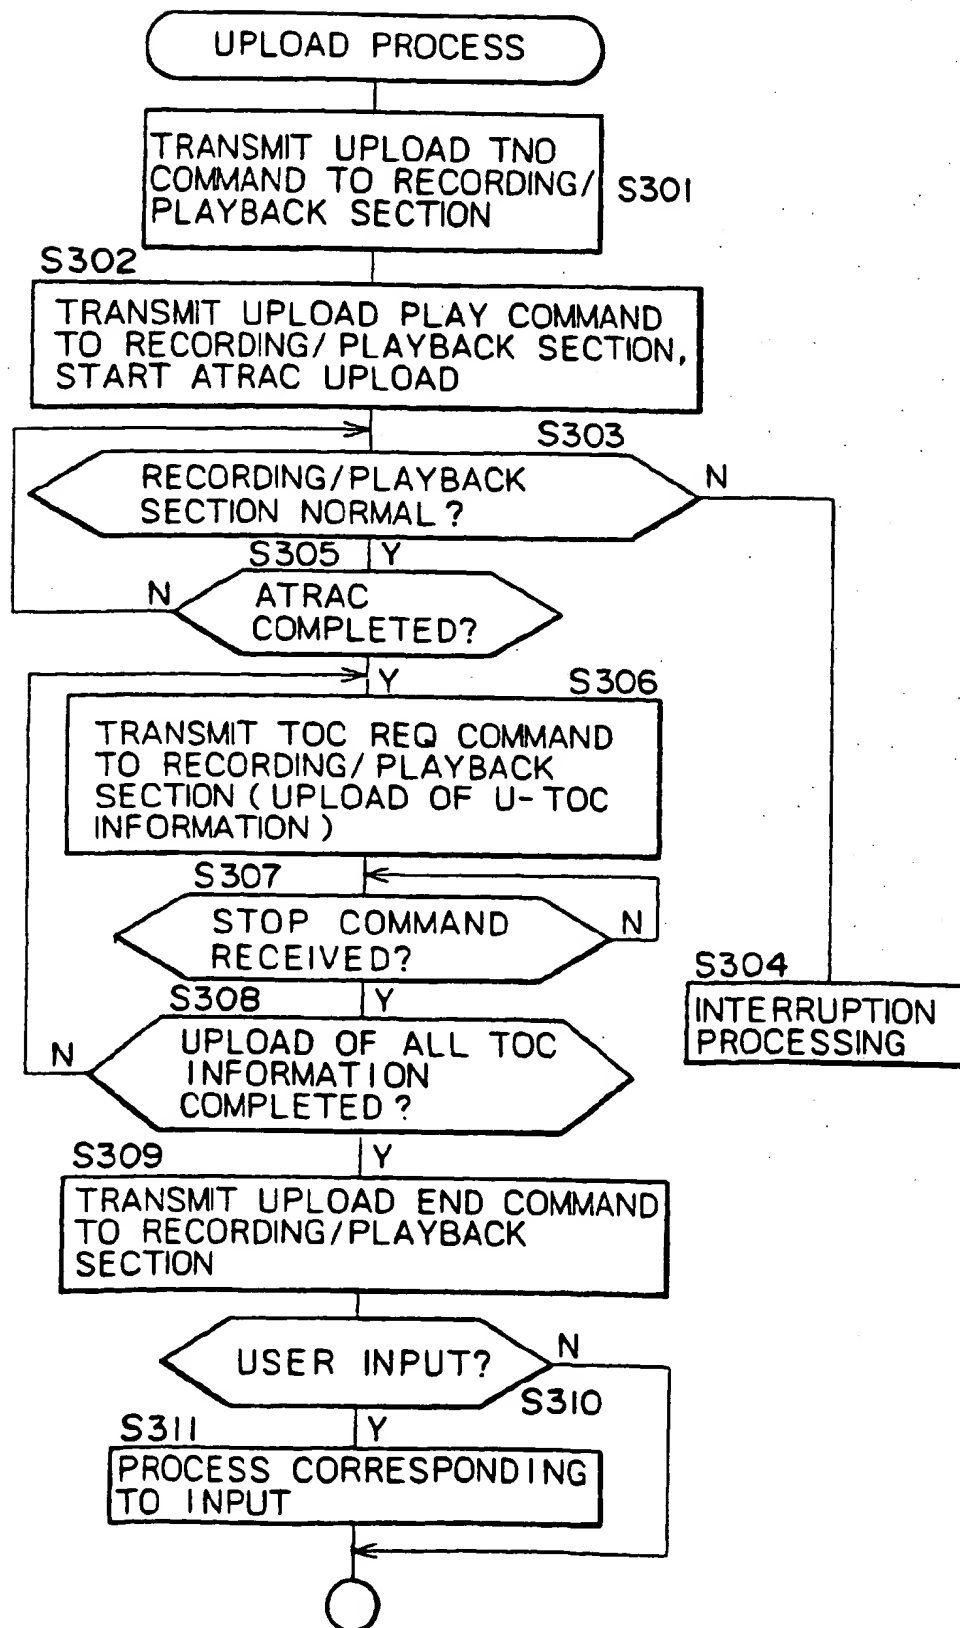 UPLOAD PROCESS
TRANSMIT UPLOAD TNO
COMMAND TO RECORDING/
PLAYBACK SECTION
S301
S302
TRANSMIT UPLOAD PLAY COMMAND
TO RECORDING/PLAYBACK SECTION,
START ATRAC UPLOAD
S303
RECORDING/PLAYBACK
SECTION NORMAL?
N
S305
Y
N
ATRAC
COMPLETED?
Y
S306
TRANSMIT TOC REQ COMMAND
TO RECORDING/PLAYBACK
SECTION (UPLOAD OF U-TOC
INFORMATION)
S307
STOP COMMAND
RECEIVED?
N
S304
INTERRUPTION
PROCESSING
S308
Y
UPLOAD OF ALL TOC
INFORMATION
COMPLETED?
N
S309
Y
TRANSMIT UPLOAD END COMMAND
TO RECORDING/PLAYBACK
SECTION
USER INPUT?
N
S310
S311
Y
PROCESS CORRESPONDING
TO INPUT